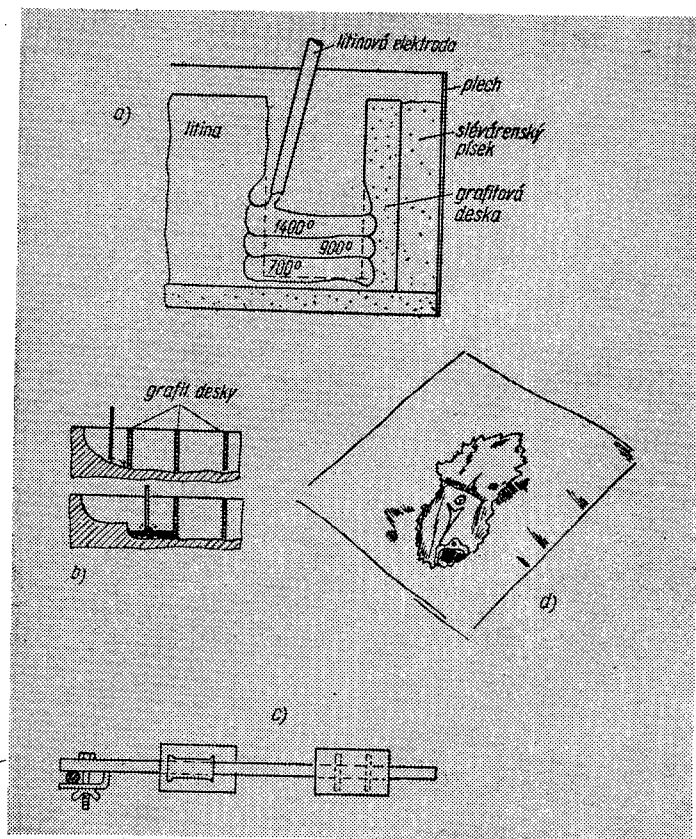 litinová elektroda
plech
a)
litina
slévárenský
písek
grafitová
deska
1400°
900°
700°
grafit. desky
b)
d)
c)